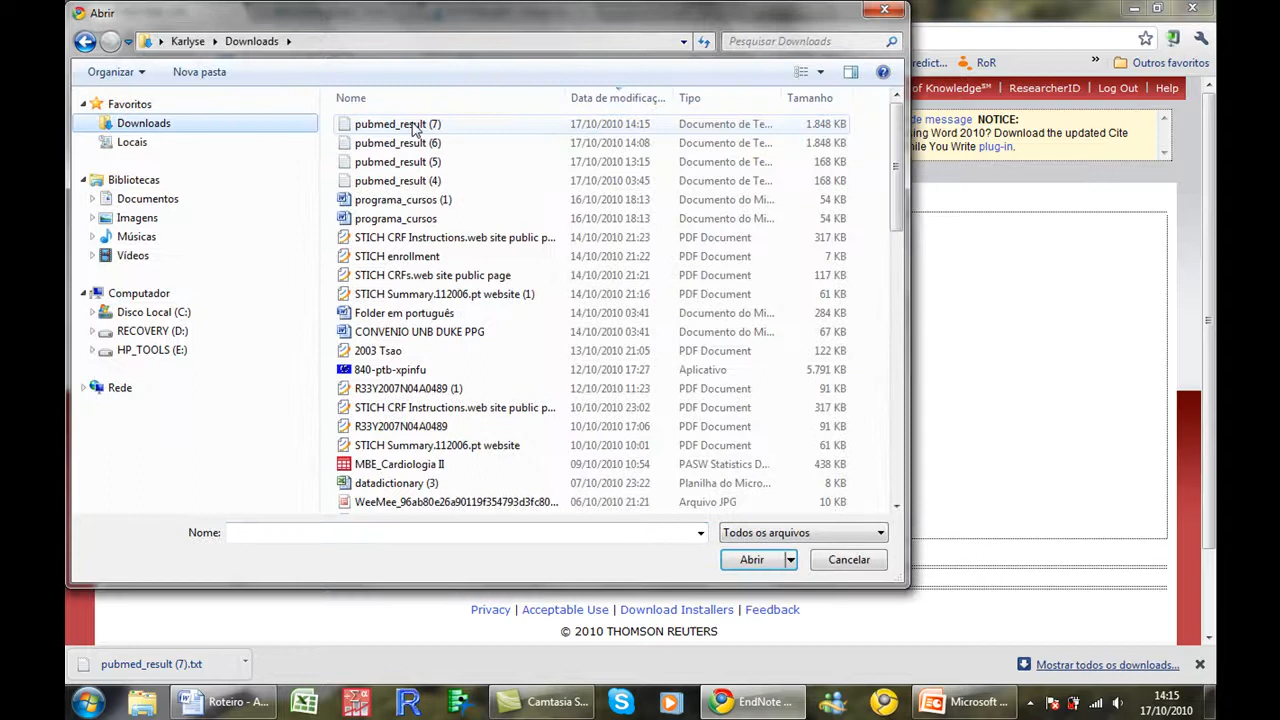 Abrir
Karlyse Downloads
Pesquisar Downloads
Organizar Nova pasta
Favoritos
Downloads
Locais
Bibliotecas
Documentos
Imagens
Músicas
Vídeos
Computador
Disco Local (C:)
RECOVERY (D:)
HP_TOOLS (E:)
Rede
Nome Data de modificaç... Tipo Tamanho
pubmed_result (7) 17/10/2010 14:15 Documento de Te... 1.848 KB
pubmed_result (6) 17/10/2010 14:08 Documento de Te... 1.848 KB
pubmed_result (5) 17/10/2010 13:15 Documento de Te... 168 KB
pubmed_result (4) 17/10/2010 03:45 Documento de Te... 168 KB
programa_cursos (1) 16/10/2010 18:13 Documento do Mi... 54 KB
programa_cursos 16/10/2010 18:13 Documento do Mi... 54 KB
STICH CRF Instructions.web site public p... 14/10/2010 21:23 PDF Document 317 KB
STICH enrollment 14/10/2010 21:22 PDF Document 7 KB
STICH CRFs.web site public page 14/10/2010 21:21 PDF Document 117 KB
STICH Summary.112006.pt website (1) 14/10/2010 21:16 PDF Document 61 KB
Folder em português 14/10/2010 03:41 Documento do Mi... 284 KB
CONVENIO UNB DUKE PPG 14/10/2010 03:41 Documento do Mi... 67 KB
2003 Tsao 13/10/2010 21:05 PDF Document 122 KB
840-ptb-xpinfu 12/10/2010 17:27 Aplicativo 5.791 KB
R33Y2007N04A0489 (1) 12/10/2010 11:23 PDF Document 91 KB
STICH CRF Instructions.web site public p... 10/10/2010 23:02 PDF Document 317 KB
R33Y2007N04A0489 10/10/2010 17:06 PDF Document 91 KB
STICH Summary.112006.pt website 10/10/2010 10:01 PDF Document 61 KB
MBE_Cardiologia II 09/10/2010 10:54 PASW Statistics D... 438 KB
datadictionary (3) 07/10/2010 23:22 Planilha do Micro... 8 KB
WeeMee_96ab80e26a90119f354793d3fc80... 06/10/2010 21:21 Arquivo JPG 10 KB
Nome: Todos os arquivos
Abrir Cancelar
redict... RoR » Outros favoritos
of Knowledge℠ | ResearcherID | Log Out | Help
de message NOTICE:
ing Word 2010? Download the updated Cite
hile You Write plug-in.
Privacy | Acceptable Use | Download Installers | Feedback
© 2010 THOMSON REUTERS
pubmed_result (7).txt Mostrar todos os downloads...
Roteiro - A... Camtasia S... EndNote ... Microsoft ... 14:15
17/10/2010